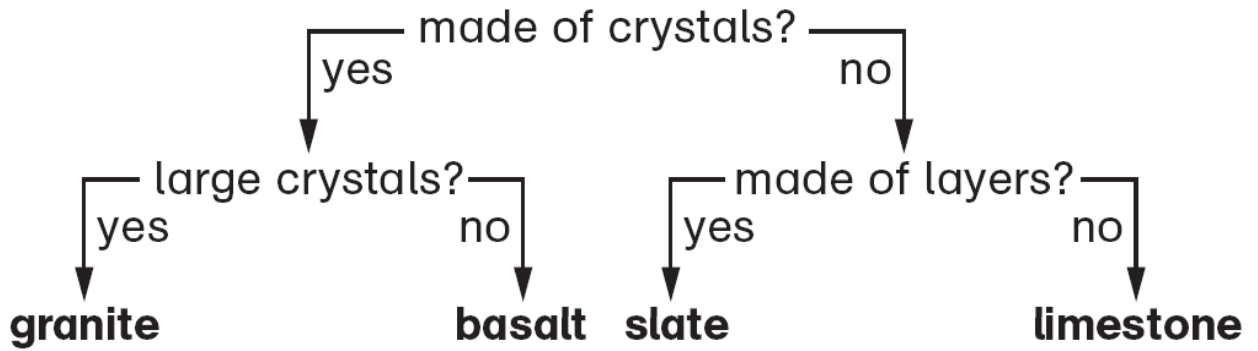 made of crystals?
yes
no
large crystals?
made of layers?
yes
no
yes
no
granite
basalt
slate
limestone